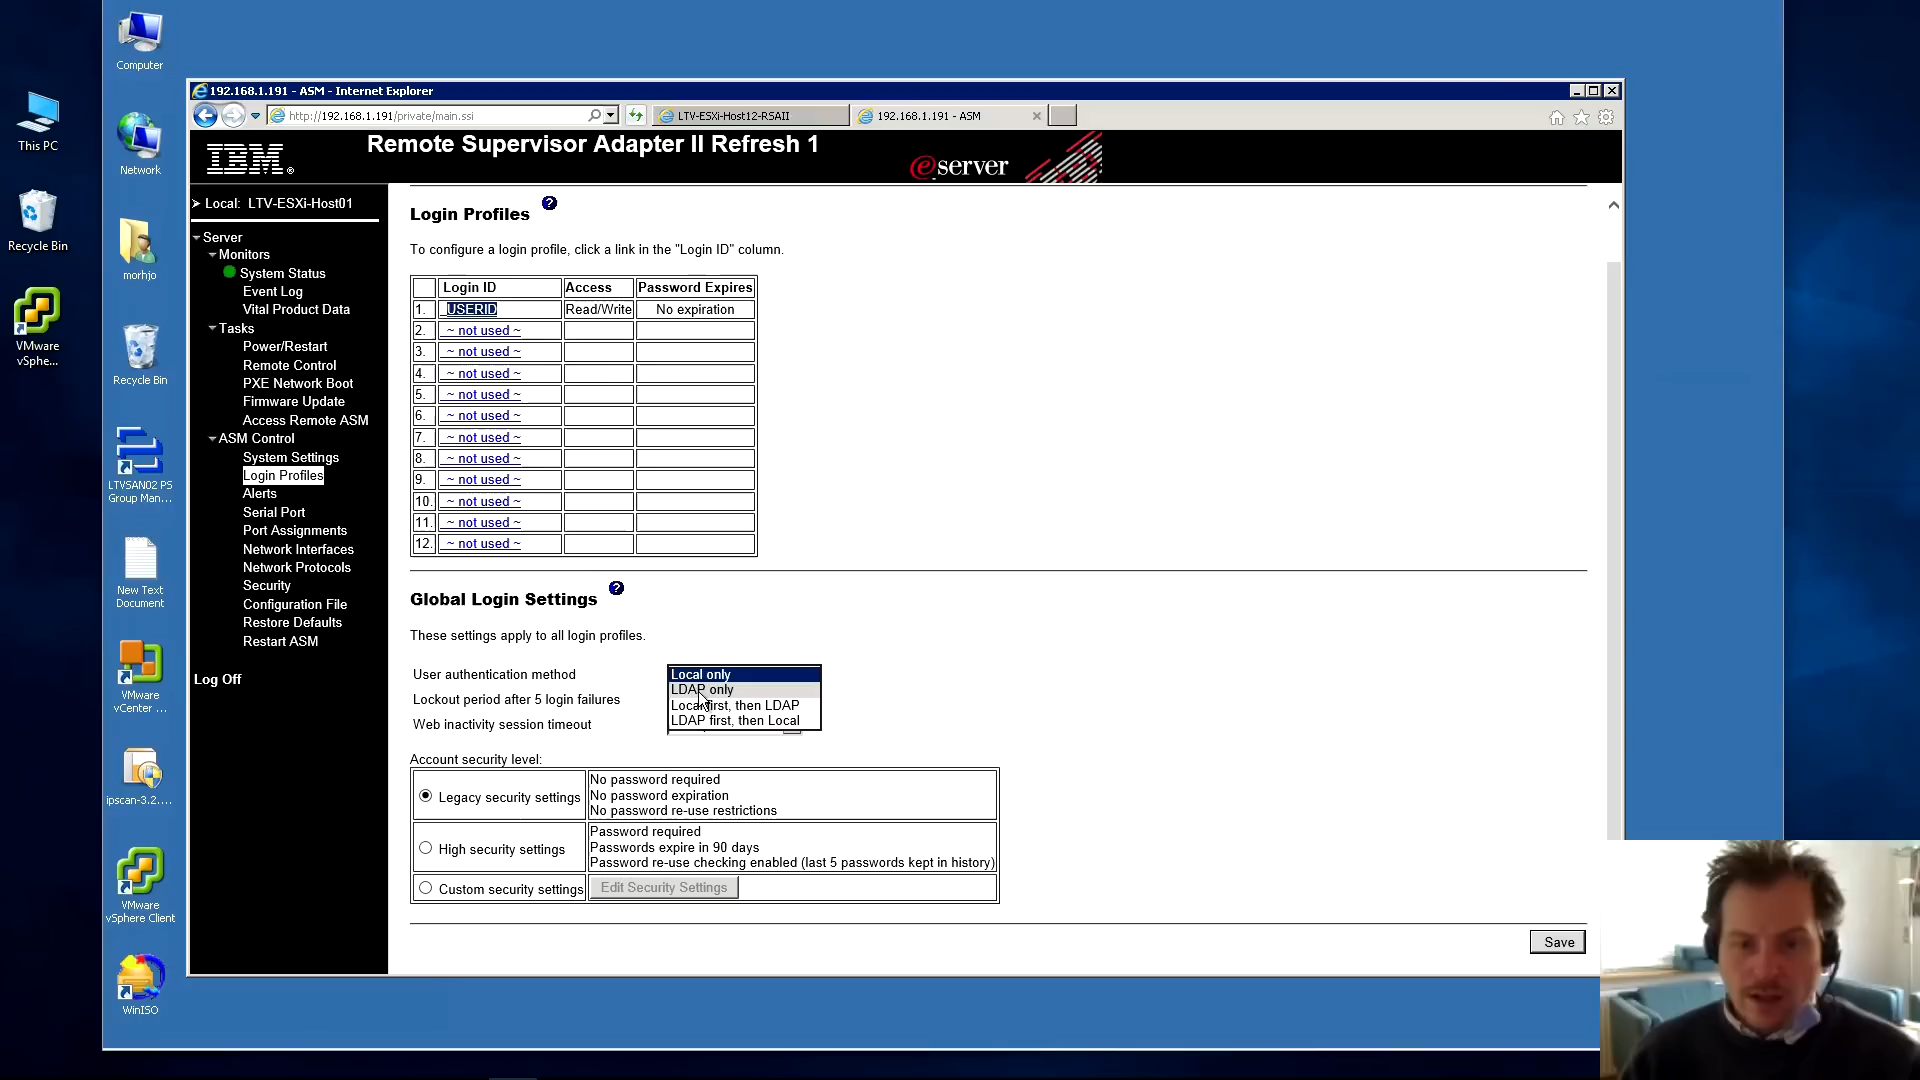 Computer
This PC
Network
Recycle Bin
morhjo
VMware
vSphe...
Recycle Bin
LTVSAN02 PS
Group Man...
New Text
Document
VMware
vCenter ...
ipscan-3.2....
VMware
vSphere Client
WinISO
192.168.1.191 - ASM - Internet Explorer
http://192.168.1.191/private/main.ssi
LTV-ESXi-Host12-RSAII
192.168.1.191 - ASM
IBM®
Remote Supervisor Adapter II Refresh 1
eserver
Local: LTV-ESXi-Host01
Server
Monitors
System Status
Event Log
Vital Product Data
Tasks
Power/Restart
Remote Control
PXE Network Boot
Firmware Update
Access Remote ASM
ASM Control
System Settings
Login Profiles
Alerts
Serial Port
Port Assignments
Network Interfaces
Network Protocols
Security
Configuration File
Restore Defaults
Restart ASM
Log Off
Login Profiles ?
To configure a login profile, click a link in the "Login ID" column.
Login ID Access Password Expires
1. USERID Read/Write No expiration
2. ~ not used ~
3. ~ not used ~
4. ~ not used ~
5. ~ not used ~
6. ~ not used ~
7. ~ not used ~
8. ~ not used ~
9. ~ not used ~
10. ~ not used ~
11. ~ not used ~
12. ~ not used ~
Global Login Settings ?
These settings apply to all login profiles.
User authentication method
Lockout period after 5 login failures
Web inactivity session timeout
Local only
LDAP only
Local first, then LDAP
LDAP first, then Local
Account security level:
Legacy security settings
No password required
No password expiration
No password re-use restrictions
High security settings
Password required
Passwords expire in 90 days
Password re-use checking enabled (last 5 passwords kept in history)
Custom security settings Edit Security Settings
Save